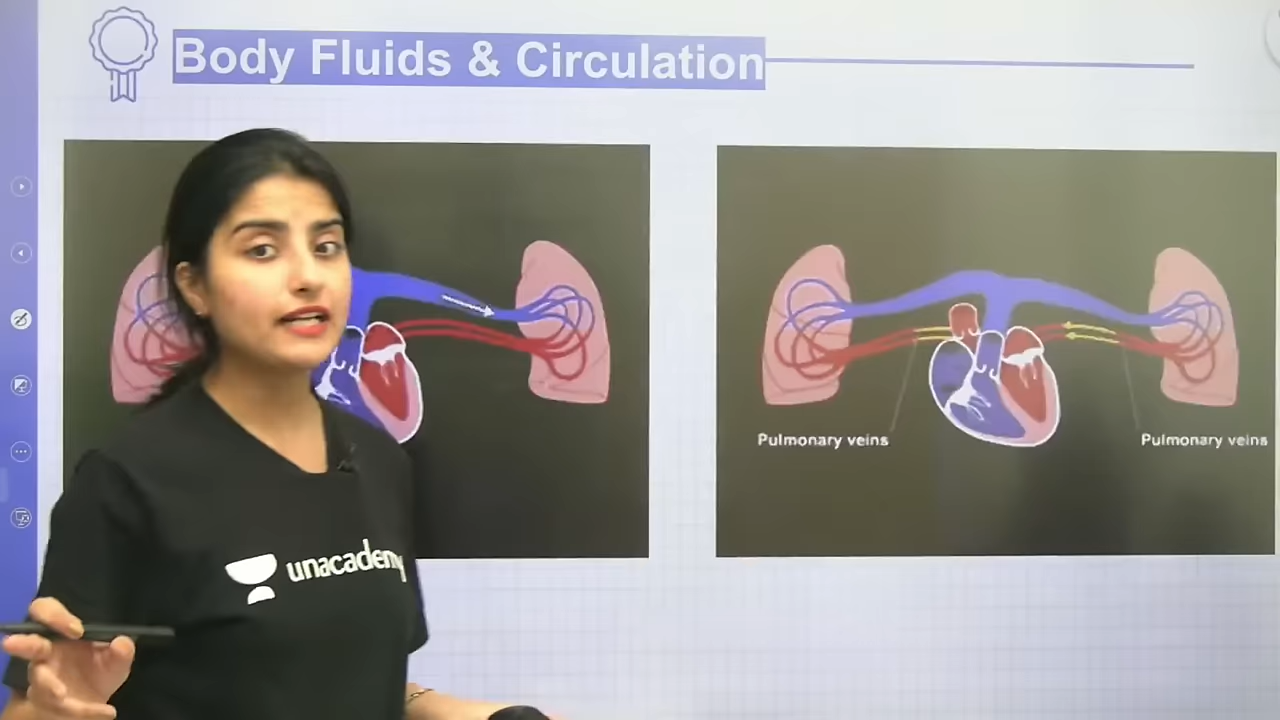 Body Fluids & Circulation
Pulmonary veins
Pulmonary veins
unacademy